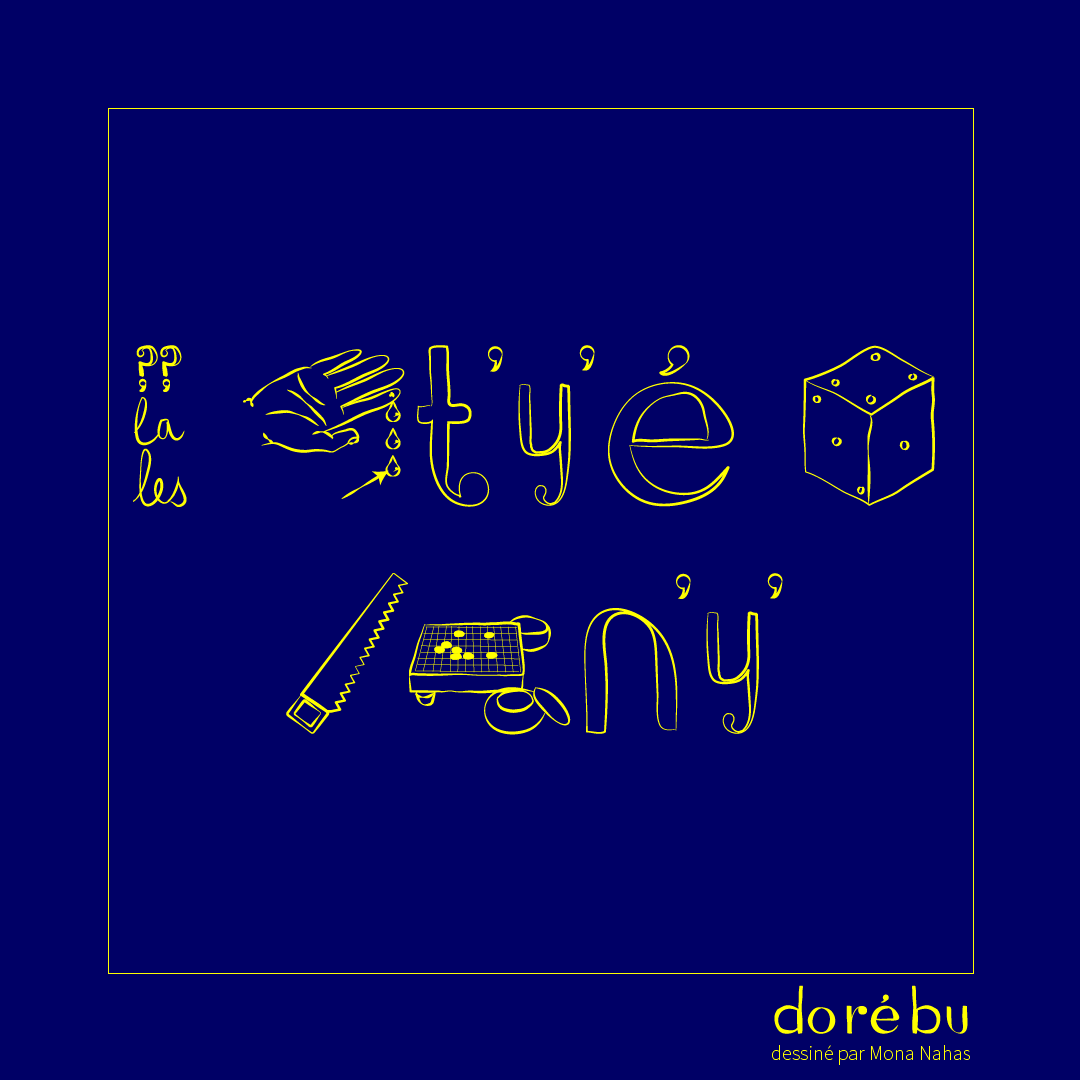 ??
la
les
t'y'é
n'y'
dorébu
dessiné par Mona Nahas